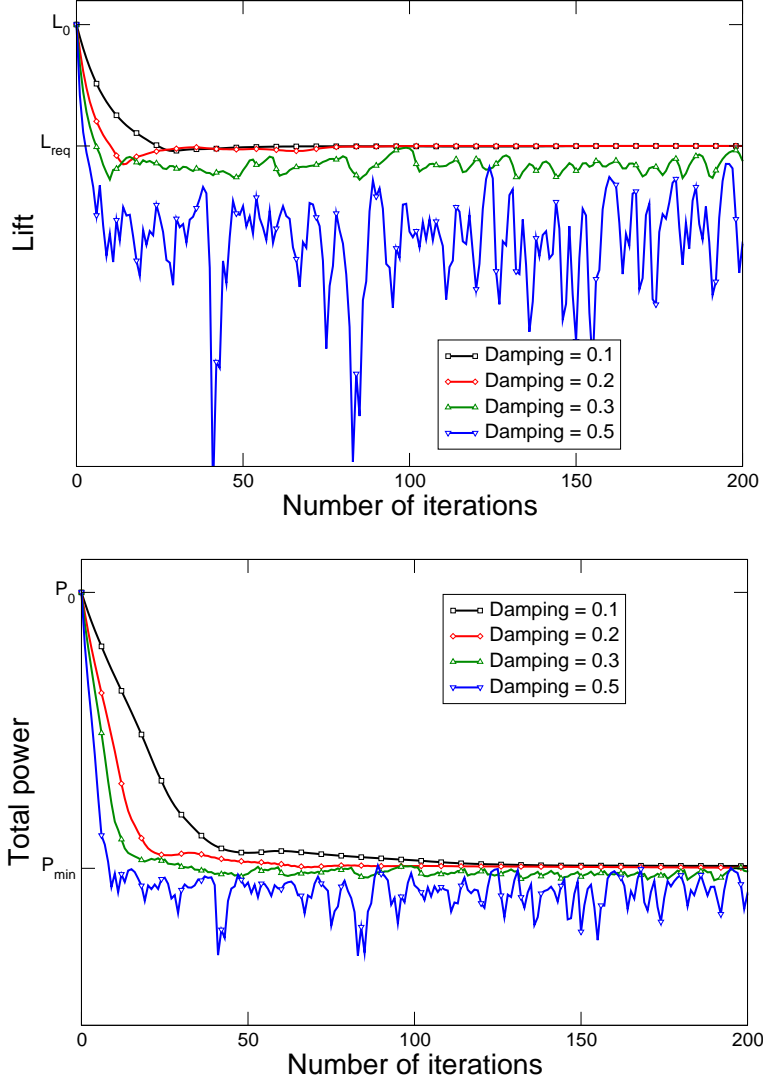 L0
Lreq
Lift
Damping = 0.1
Damping = 0.2
Damping = 0.3
Damping = 0.5
0 50 100 150 200
Number of iterations
P0
Damping = 0.1
Damping = 0.2
Damping = 0.3
Damping = 0.5
Total power
Pmin
0 50 100 150 200
Number of iterations